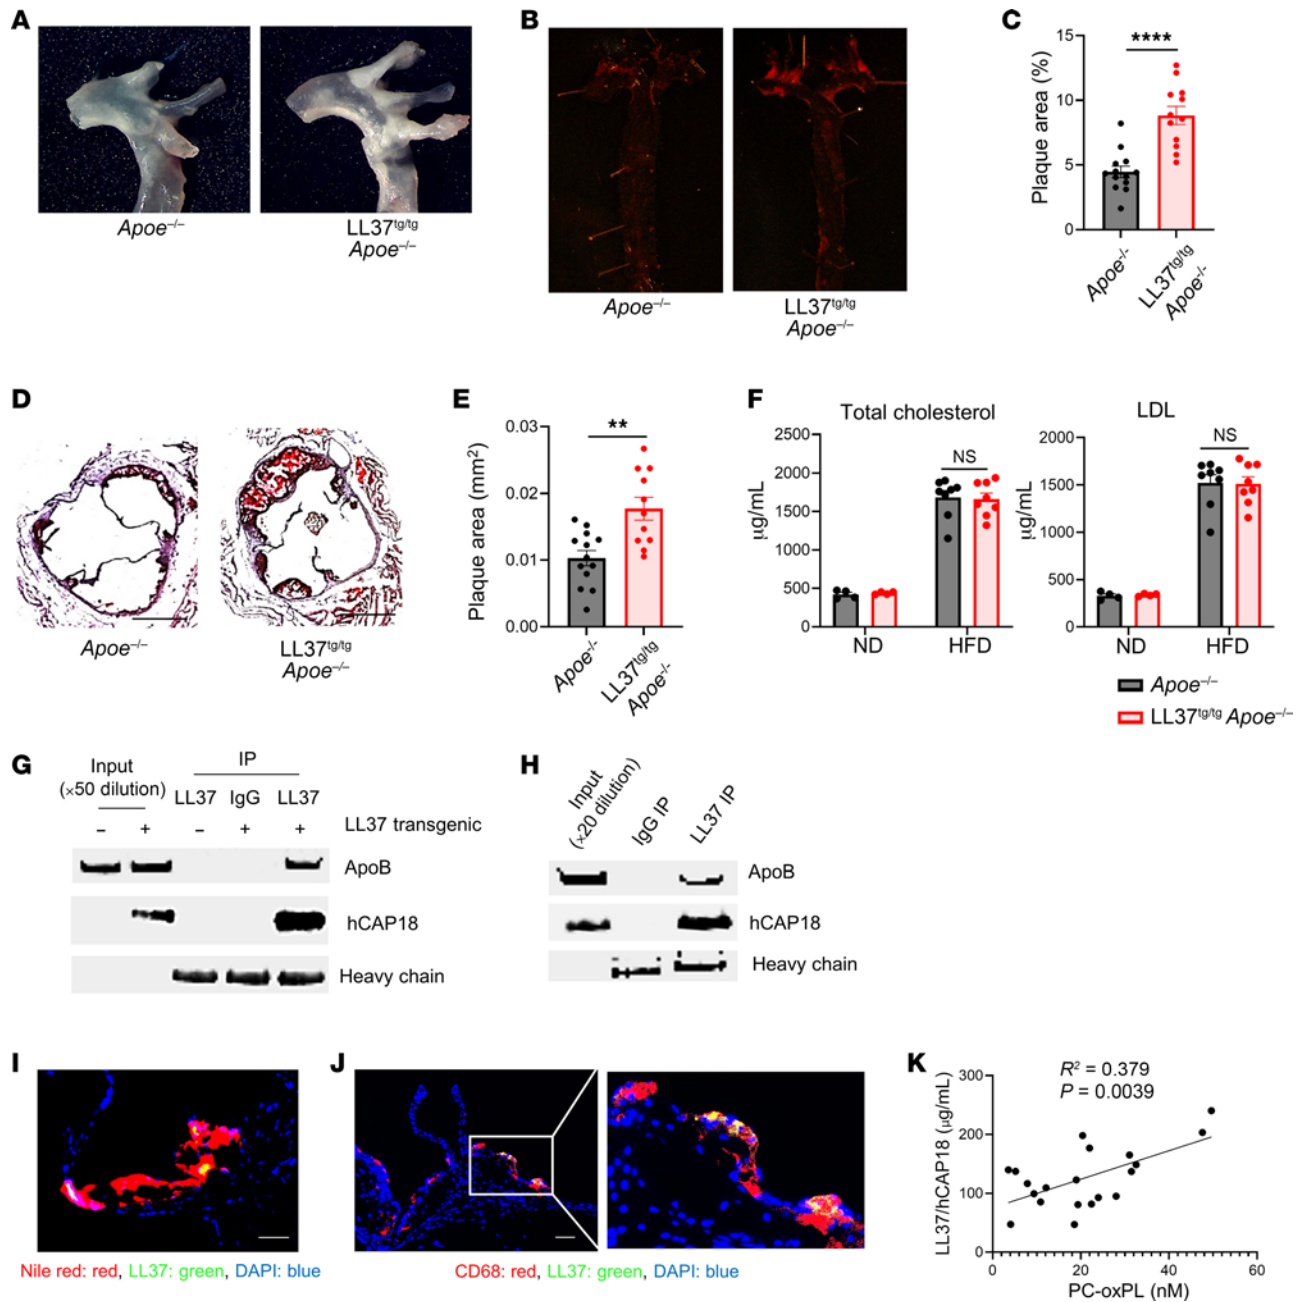 A
Apoe–/–
LL37tg/tg
Apoe–/–
B
Apoe–/–
LL37tg/tg
Apoe–/–
C
****
Plaque area (%)
15
10
5
0
Apoe-/-
LL37tg/tg
Apoe-/-
D
Apoe–/–
LL37tg/tg
Apoe–/–
E
**
Plaque area (mm2)
0.03
0.02
0.01
0.00
Apoe-/-
LL37tg/tg
Apoe-/-
F
Total cholesterol
µg/mL
2500
2000
1500
1000
500
0
NS
ND
HFD
LDL
µg/mL
2000
1500
1000
500
0
NS
ND
HFD
Apoe–/–
LL37tg/tg Apoe–/–
G
Input
(×50 dilution)
IP
LL37 IgG LL37
– + – + + LL37 transgenic
ApoB
hCAP18
Heavy chain
H
Input
(×20 dilution)
IgG IP
LL37 IP
ApoB
hCAP18
Heavy chain
I
Nile red: red, LL37: green, DAPI: blue
J
CD68: red, LL37: green, DAPI: blue
K
R2 = 0.379
P = 0.0039
LL37/hCAP18 (µg/mL)
300
200
100
0
0 20 40 60
PC-oxPL (nM)